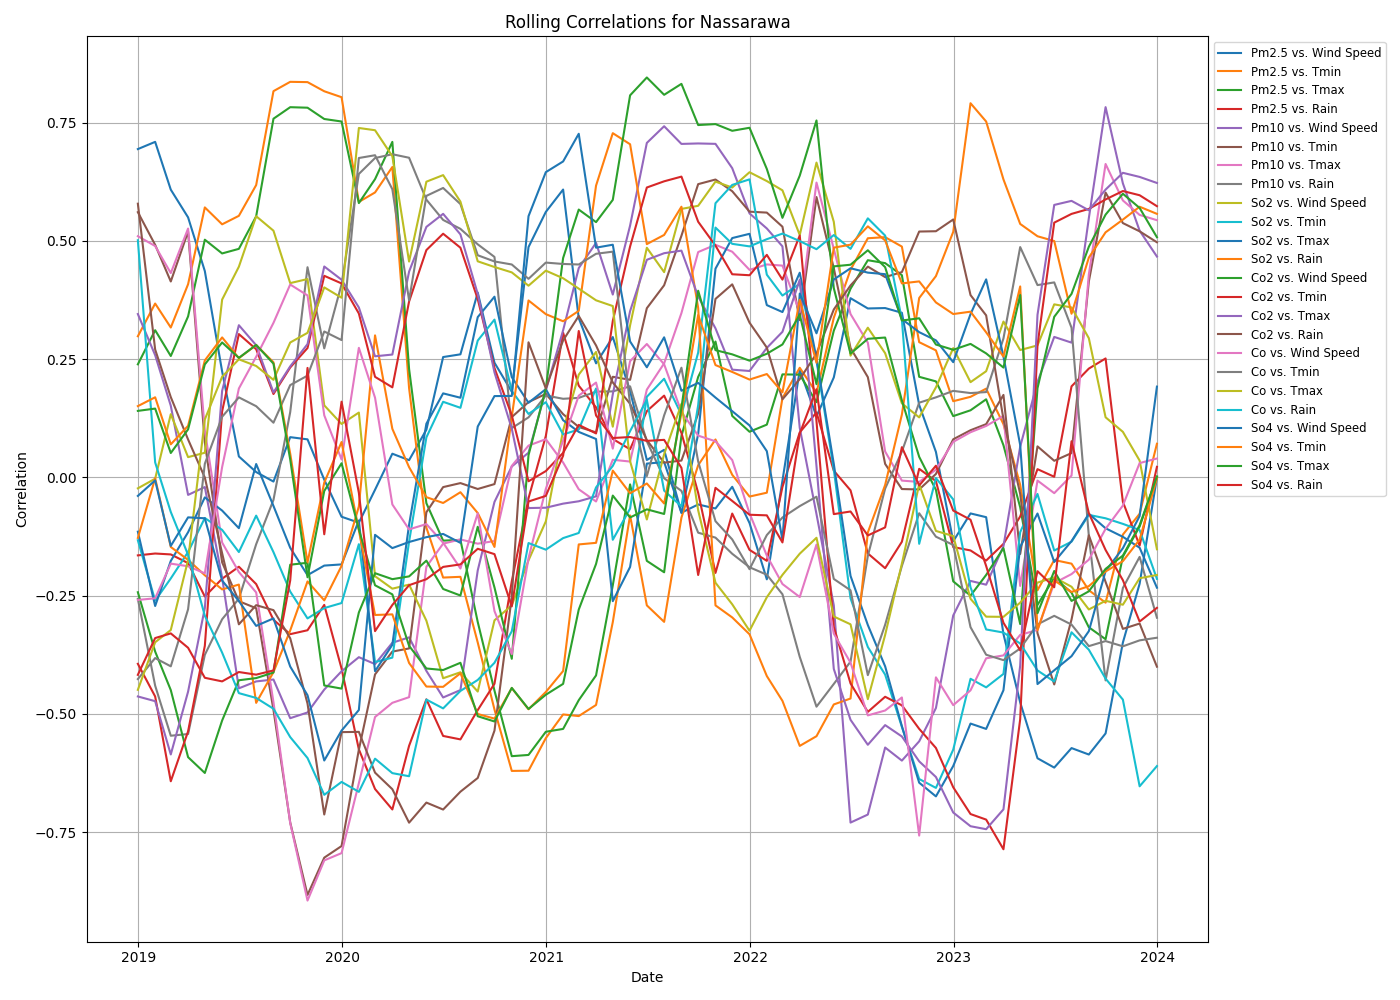 Rolling Correlations for Nassarawa
Correlation
0.75
0.50
0.25
0.00
−0.25
−0.50
−0.75
2019
2020
2021
2022
2023
2024
Date
Pm2.5 vs. Wind Speed
Pm2.5 vs. Tmin
Pm2.5 vs. Tmax
Pm2.5 vs. Rain
Pm10 vs. Wind Speed
Pm10 vs. Tmin
Pm10 vs. Tmax
Pm10 vs. Rain
So2 vs. Wind Speed
So2 vs. Tmin
So2 vs. Tmax
So2 vs. Rain
Co2 vs. Wind Speed
Co2 vs. Tmin
Co2 vs. Tmax
Co2 vs. Rain
Co vs. Wind Speed
Co vs. Tmin
Co vs. Tmax
Co vs. Rain
So4 vs. Wind Speed
So4 vs. Tmin
So4 vs. Tmax
So4 vs. Rain